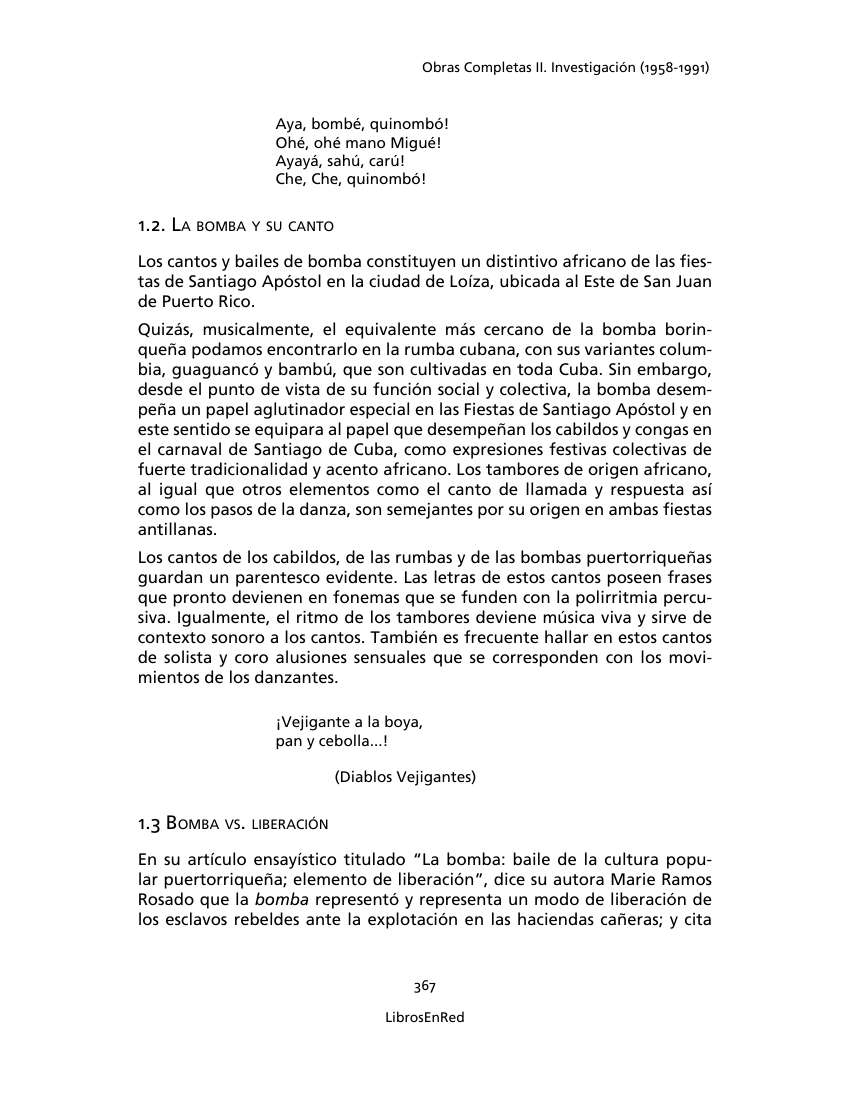 Obras Completas II. Investigación (1958-1991)
Aya, bombé, quinombó!
Ohé, ohé mano Migué!
Ayayá, sahú, carú!
Che, Che, quinombó!
1.2. La bomba y su canto
Los cantos y bailes de bomba constituyen un distintivo africano de las fies-
tas de Santiago Apóstol en la ciudad de Loíza, ubicada al Este de San Juan
de Puerto Rico.
Quizás, musicalmente, el equivalente más cercano de la bomba borin-
queña podamos encontrarlo en la rumba cubana, con sus variantes colum-
bia, guaguancó y bambú, que son cultivadas en toda Cuba. Sin embargo,
desde el punto de vista de su función social y colectiva, la bomba desem-
peña un papel aglutinador especial en las Fiestas de Santiago Apóstol y en
este sentido se equipara al papel que desempeñan los cabildos y congas en
el carnaval de Santiago de Cuba, como expresiones festivas colectivas de
fuerte tradicionalidad y acento africano. Los tambores de origen africano,
al igual que otros elementos como el canto de llamada y respuesta así
como los pasos de la danza, son semejantes por su origen en ambas fiestas
antillanas.
Los cantos de los cabildos, de las rumbas y de las bombas puertorriqueñas
guardan un parentesco evidente. Las letras de estos cantos poseen frases
que pronto devienen en fonemas que se funden con la polirritmia percu-
siva. Igualmente, el ritmo de los tambores deviene música viva y sirve de
contexto sonoro a los cantos. También es frecuente hallar en estos cantos
de solista y coro alusiones sensuales que se corresponden con los movi-
mientos de los danzantes.
¡Vejigante a la boya,
pan y cebolla...!
(Diablos Vejigantes)
1.3 Bomba vs. liberación
En su artículo ensayístico titulado “La bomba: baile de la cultura popu-
lar puertorriqueña; elemento de liberación”, dice su autora Marie Ramos
Rosado que la bomba representó y representa un modo de liberación de
los esclavos rebeldes ante la explotación en las haciendas cañeras; y cita
367
LibrosEnRed